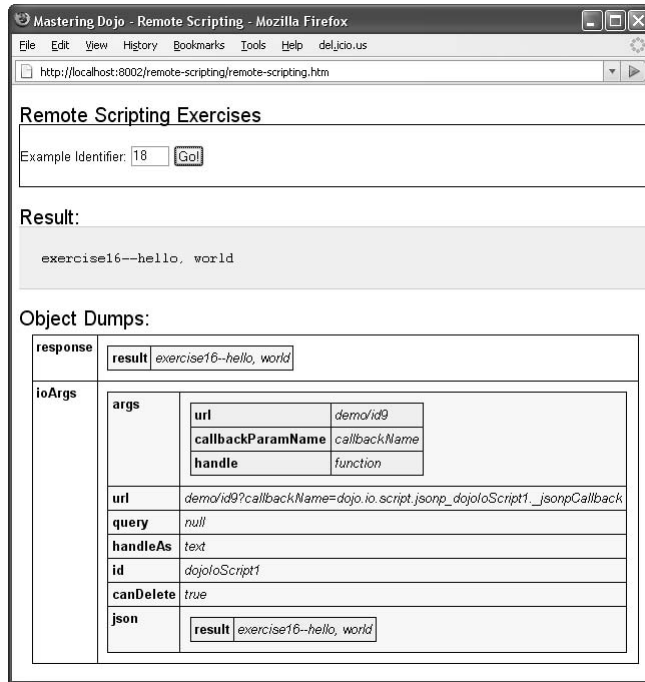 Mastering Dojo - Remote Scripting - Mozilla Firefox
File Edit View History Bookmarks Tools Help del.icio.us
http://localhost:8002/remote-scripting/remote-scripting.htm
Remote Scripting Exercises
Example Identifier: 18 Go!
Result:
exercise16--hello, world
Object Dumps:
response
result exercise16--hello, world
ioArgs
args
url demo/id9
callbackParamName callbackName
handle function
url demo/id9?callbackName=dojo.io.script.jsonp_dojoIoScript1._jsonpCallback
query null
handleAs text
id dojoIoScript1
canDelete true
json
result exercise16--hello, world